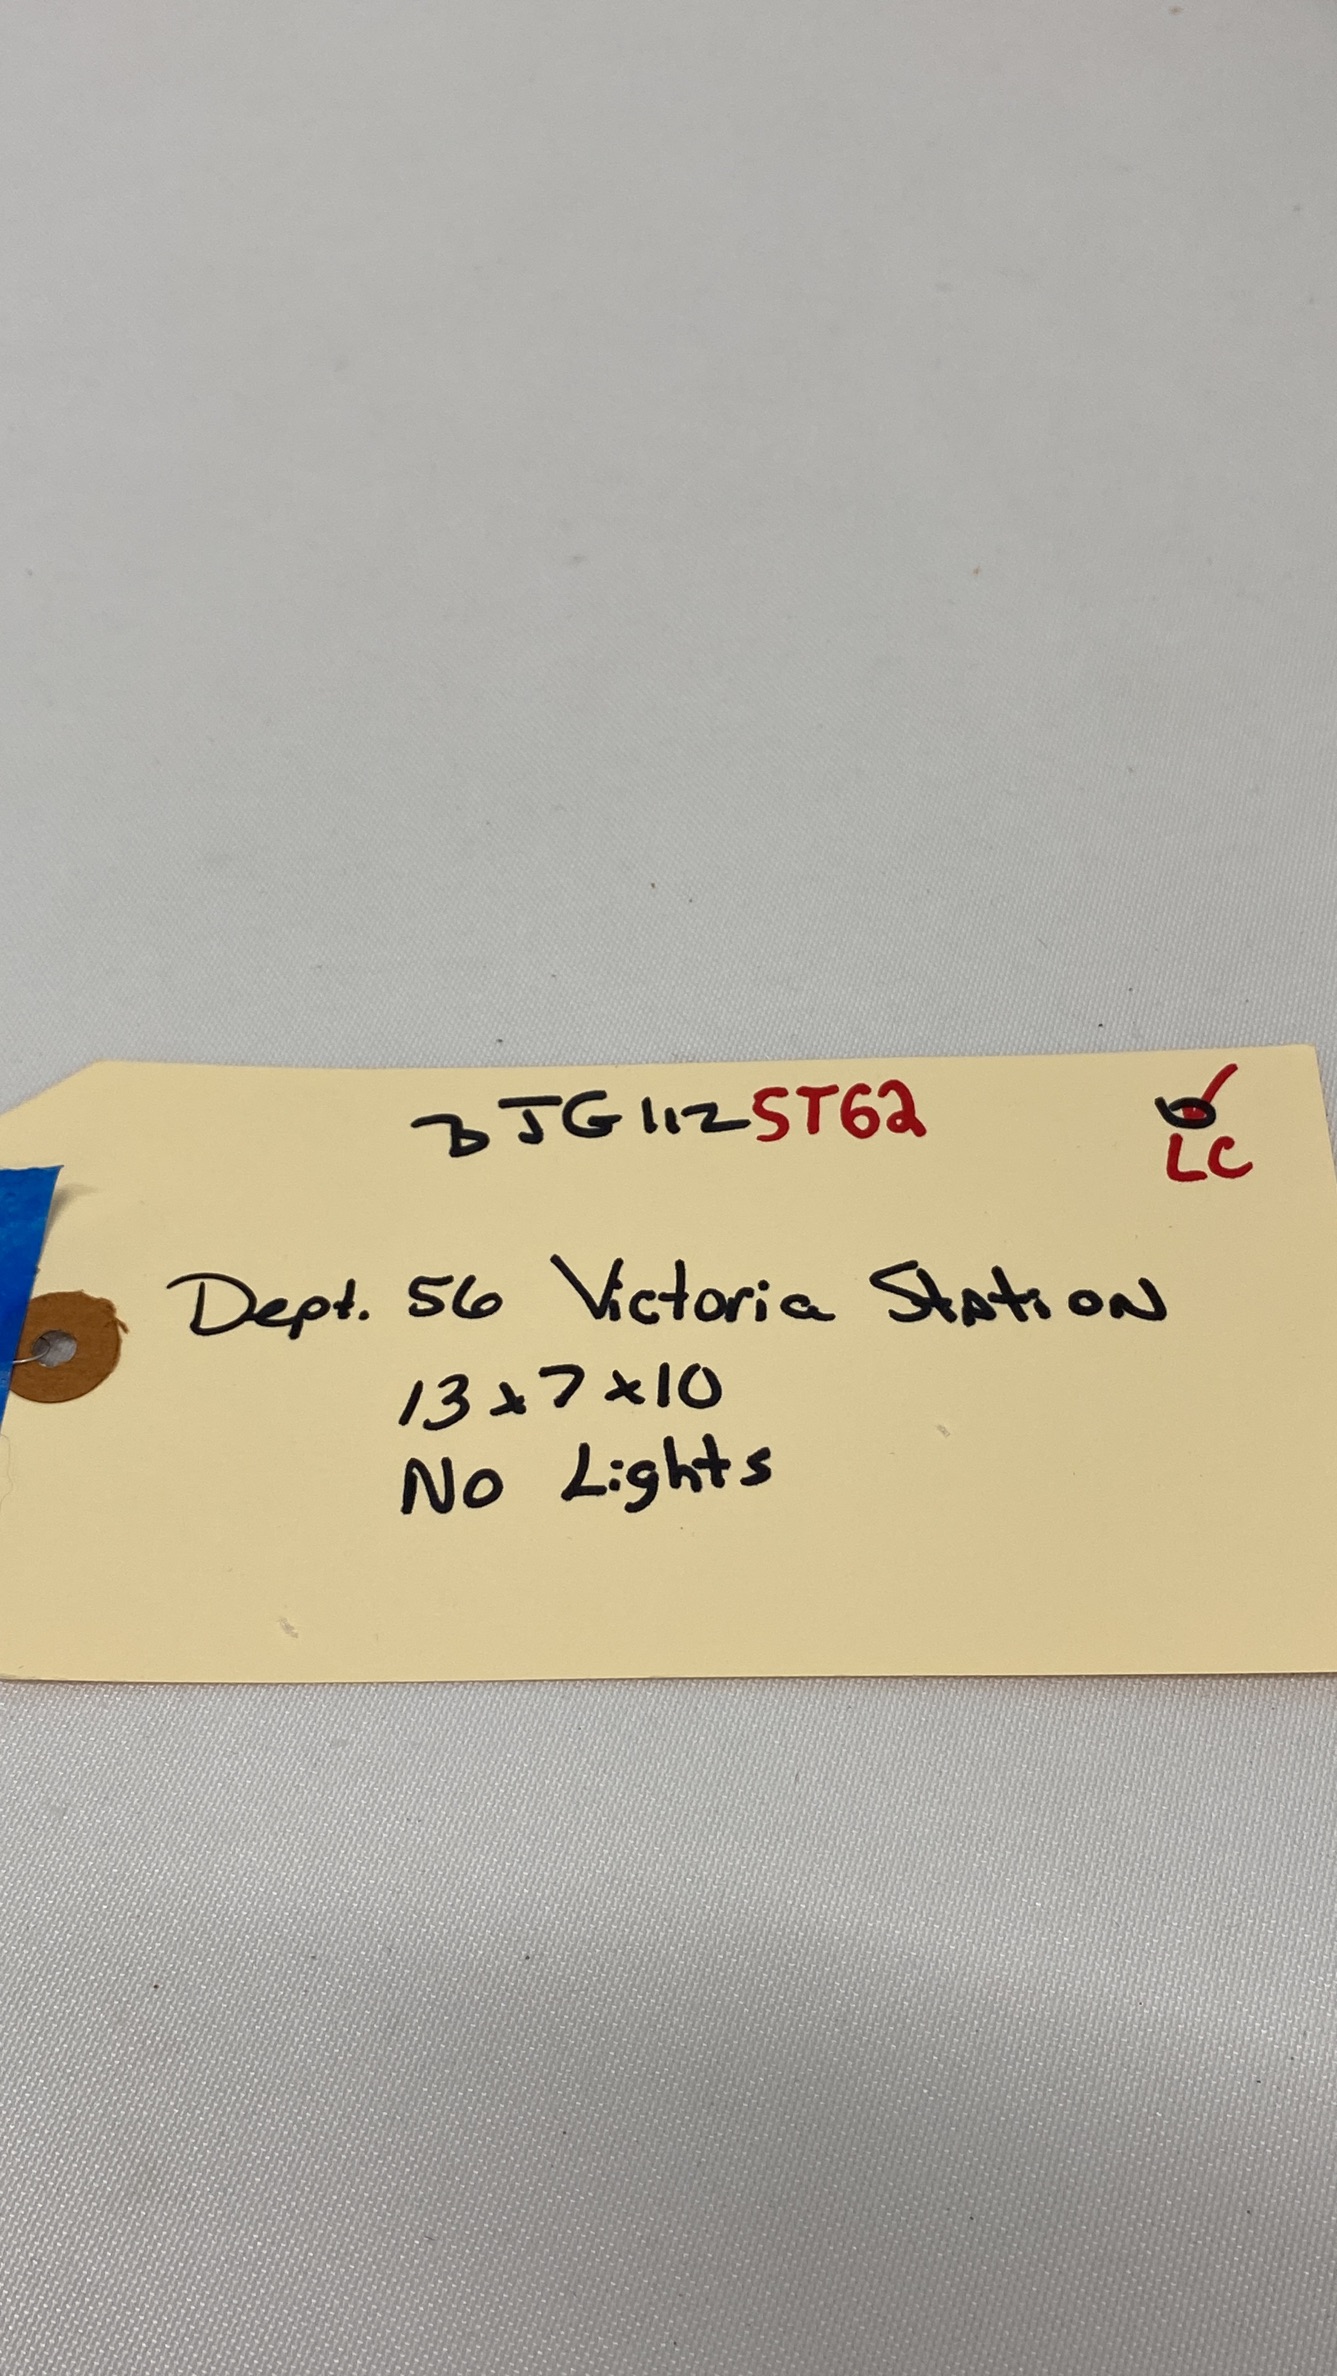 BJG112ST62
LC
Dept. 56 Victoria Station
13x7x10
No Lights